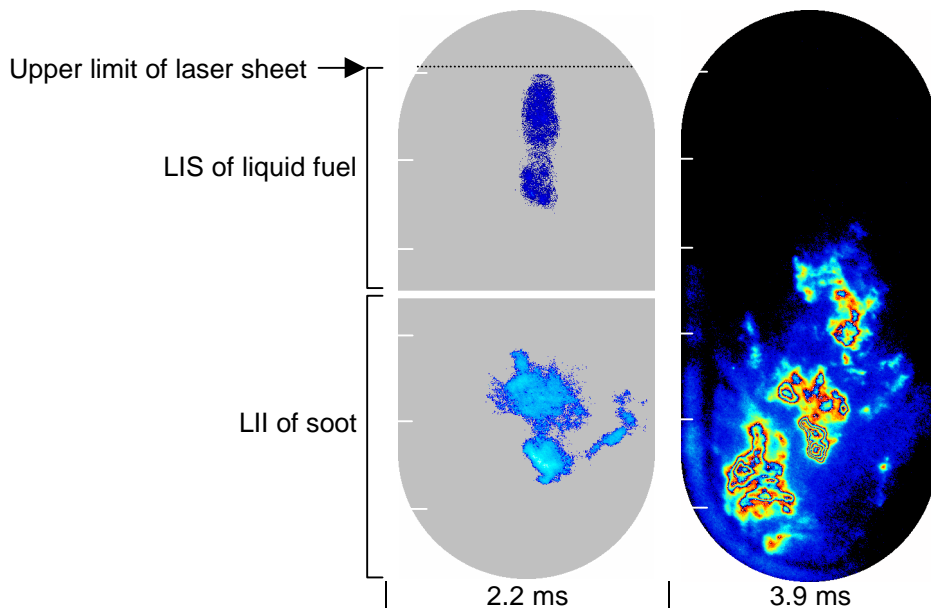 Upper limit of laser sheet
LIS of liquid fuel
LII of soot
2.2 ms
3.9 ms